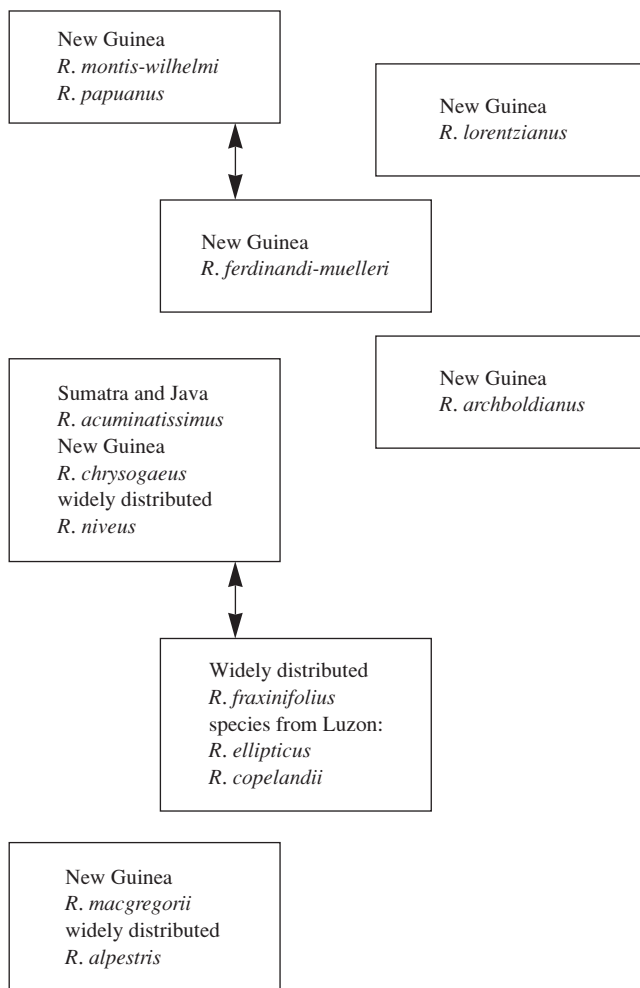 New Guinea
R. montis-wilhelmi
R. papuanus
New Guinea
R. lorentzianus
New Guinea
R. ferdinandi-muelleri
New Guinea
R. archboldianus
Sumatra and Java
R. acuminatissimus
New Guinea
R. chrysogaeus
widely distributed
R. niveus
Widely distributed
R. fraxinifolius
species from Luzon:
R. ellipticus
R. copelandii
New Guinea
R. macgregorii
widely distributed
R. alpestris